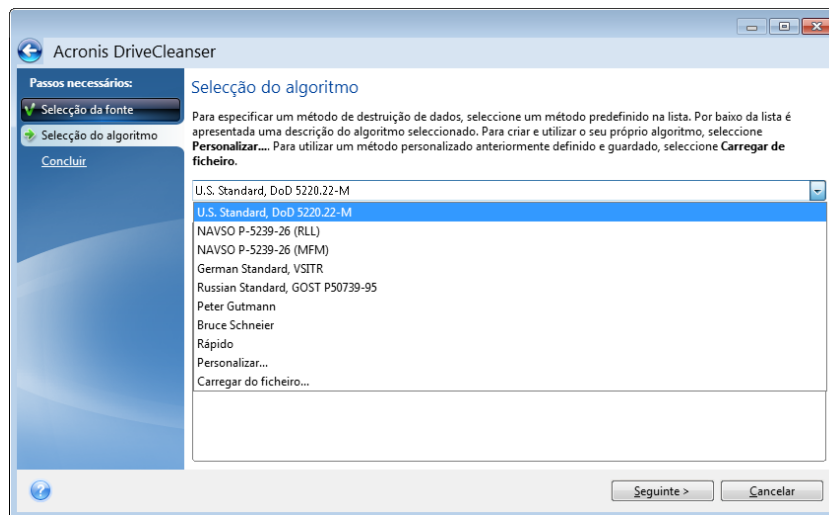 Acronis DriveCleanser
Passos necessários:
Selecção da fonte
Selecção do algoritmo
Concluir
Selecção do algoritmo
Para especificar um método de destruição de dados, seleccione um método predefinido na lista. Por baixo da lista é
apresentada uma descrição do algoritmo seleccionado. Para criar e utilizar o seu próprio algoritmo, seleccione
Personalizar.... Para utilizar um método personalizado anteriormente definido e guardado, seleccione Carregar de
ficheiro.
U.S. Standard, DoD 5220.22-M
U.S. Standard, DoD 5220.22-M
NAVSO P-5239-26 (RLL)
NAVSO P-5239-26 (MFM)
German Standard, VSITR
Russian Standard, GOST P50739-95
Peter Gutmann
Bruce Schneier
Rápido
Personalizar...
Carregar do ficheiro...
Seguinte >
Cancelar